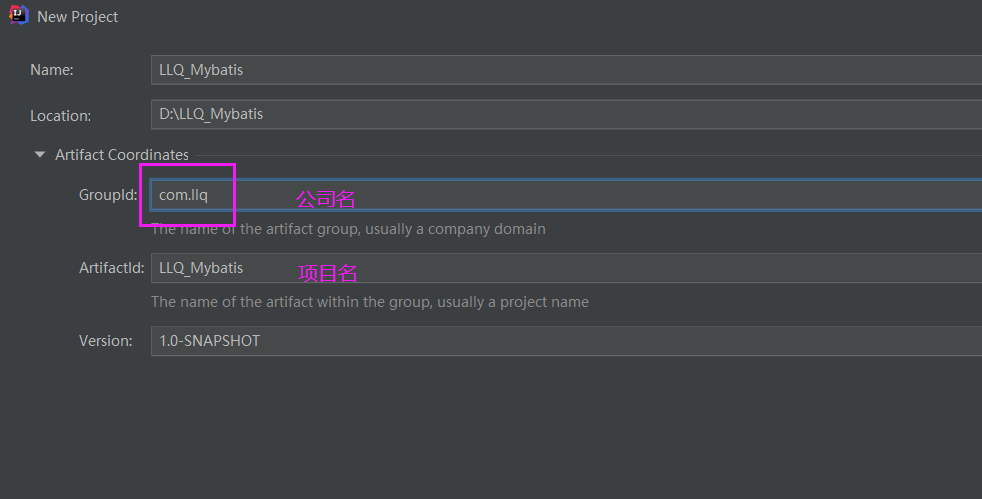 New Project
Name: LLQ_Mybatis
Location: D:\LLQ_Mybatis
Artifact Coordinates
GroupId: com.llq 公司名
The name of the artifact group, usually a company domain
ArtifactId: LLQ_Mybatis 项目名
The name of the artifact within the group, usually a project name
Version: 1.0-SNAPSHOT